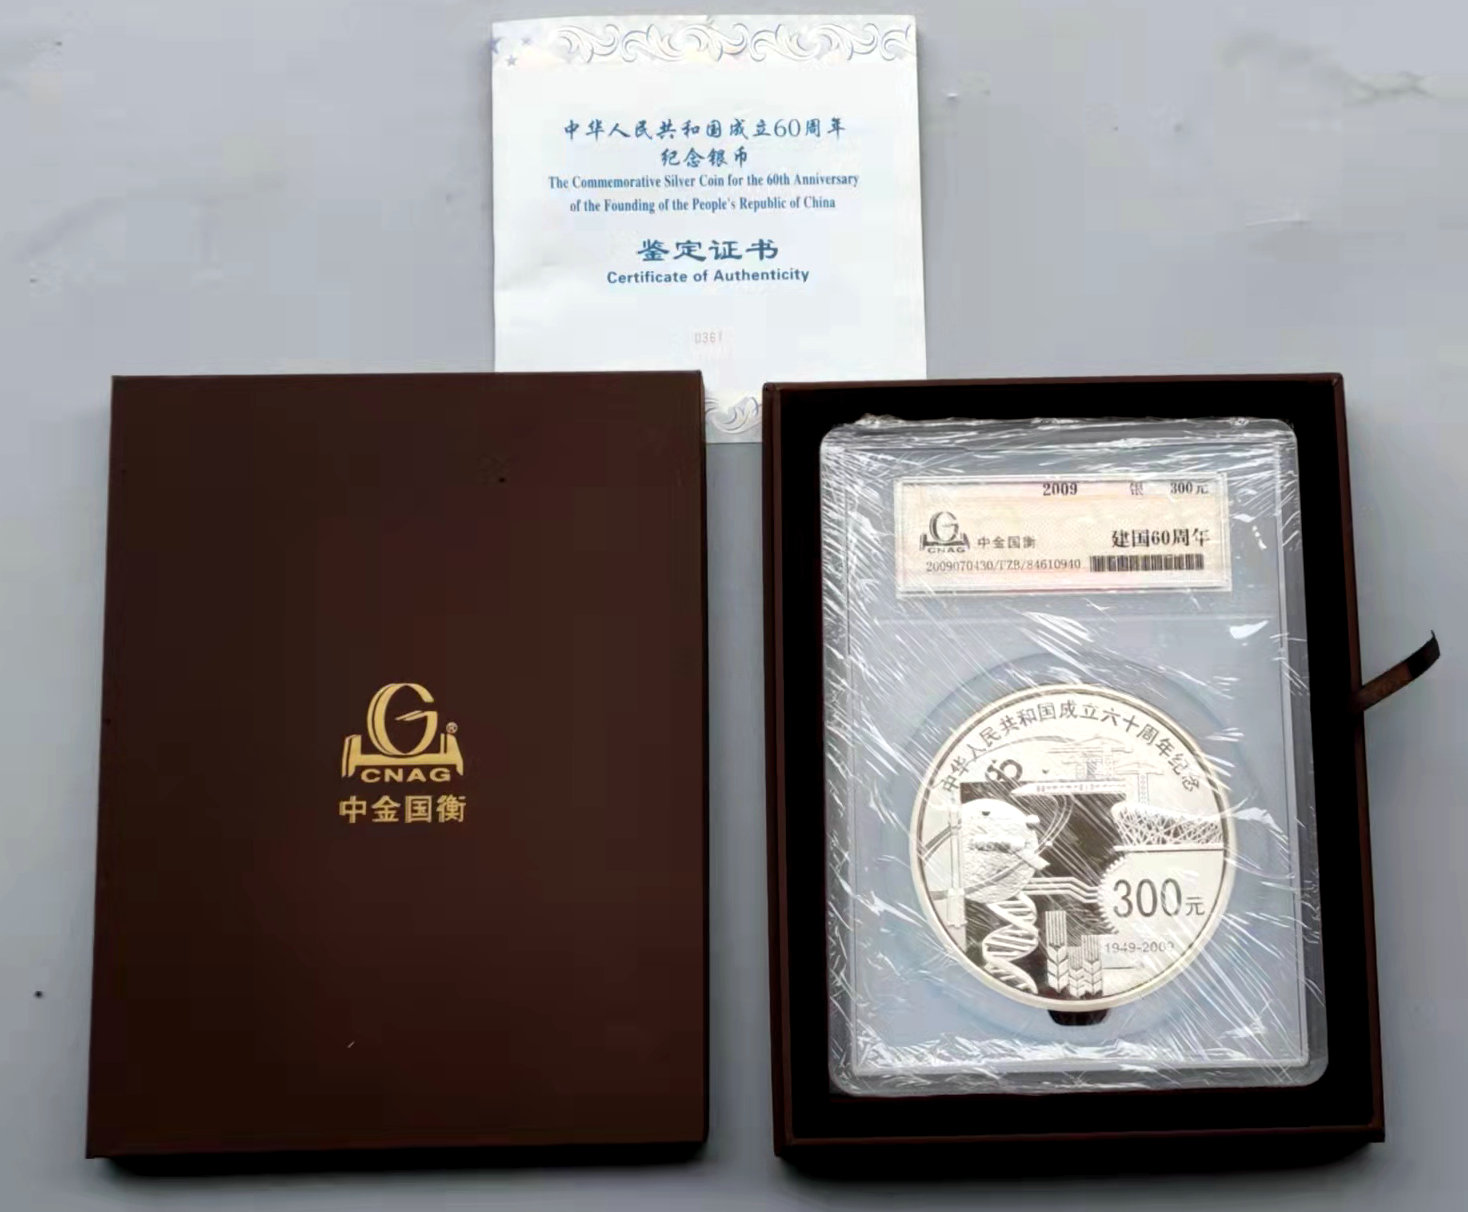 中华人民共和国成立60周年
纪念银币
The Commemorative Silver Coin for the 60th Anniversary
of the Founding of the People's Republic of China
鉴定证书
Certificate of Authenticity
0361
G®
CNAG
中金国衡
2009 银 300元
G
CNAG
中金国衡 建国60周年
2009070430/TZB/84610940
中华人民共和国成立六十周年纪念
300元
1949-2009